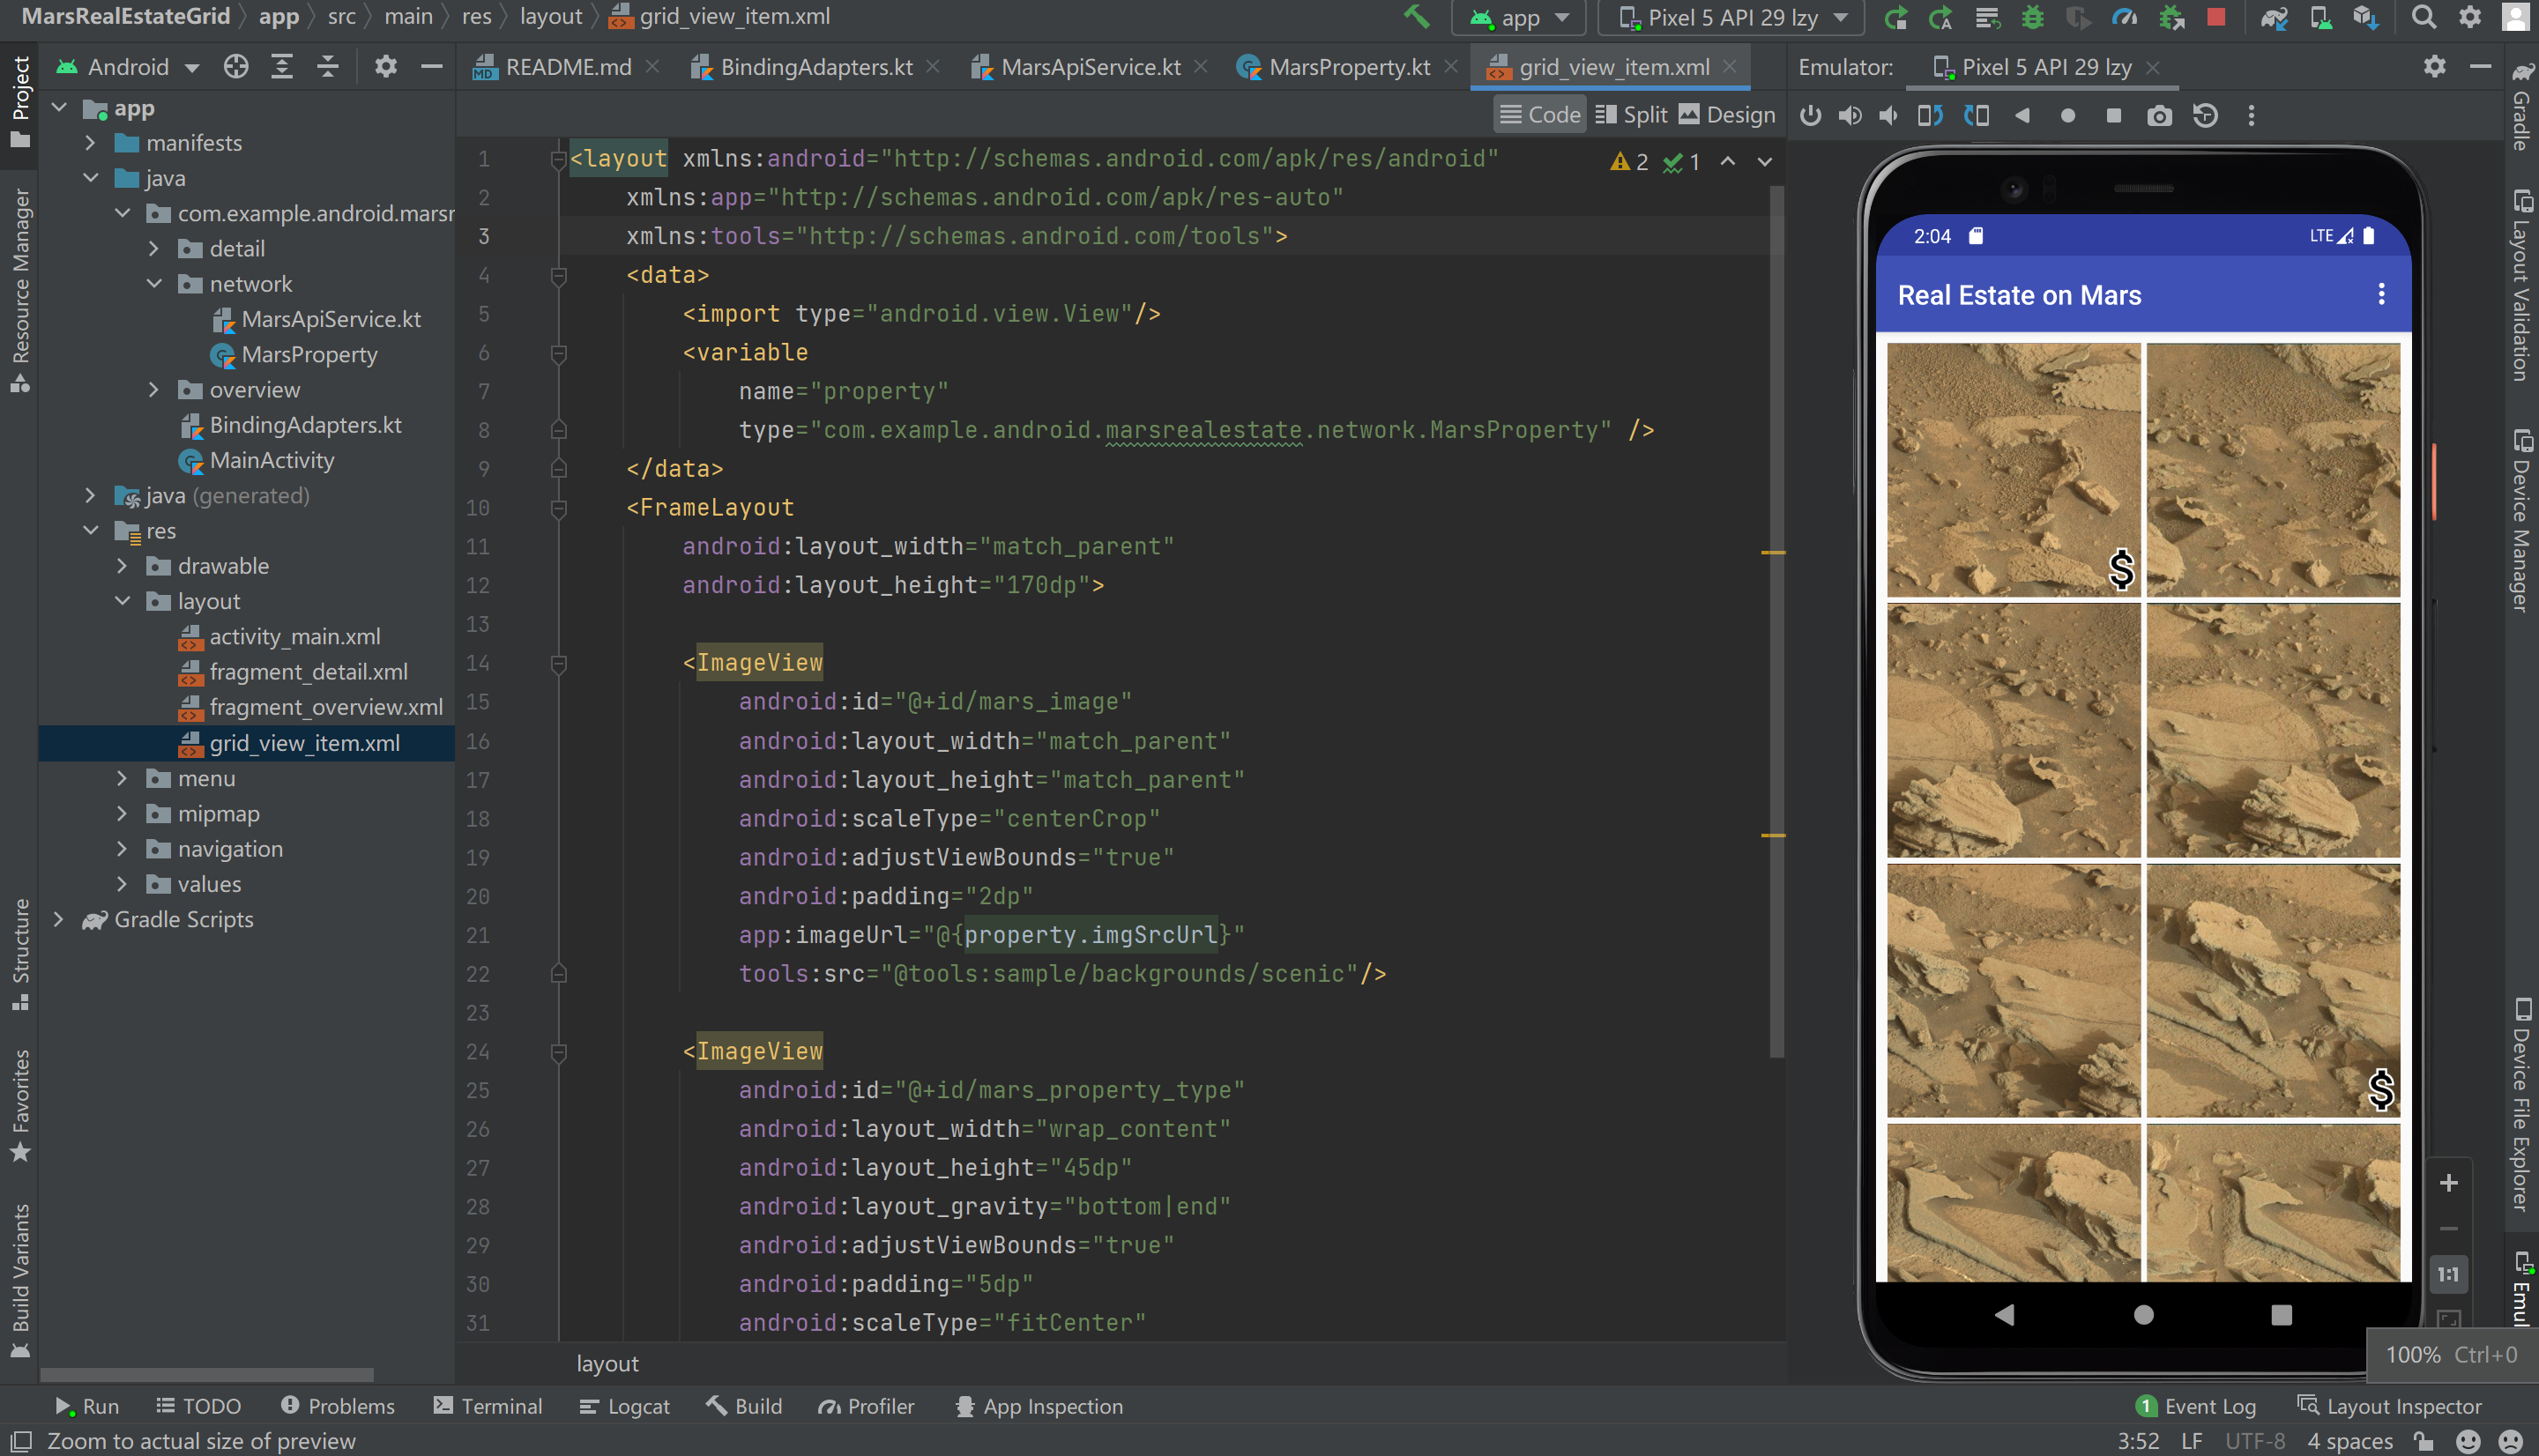 MarsRealEstateGrid app src main res layout grid_view_item.xml
app
Pixel 5 API 29 lzy
Android
README.md
BindingAdapters.kt
MarsApiService.kt
MarsProperty.kt
grid_view_item.xml
Emulator: Pixel 5 API 29 lzy
Code Split Design
Project
Resource Manager
Structure
Favorites
Build Variants
app
manifests
java
com.example.android.marsr
detail
network
MarsApiService.kt
MarsProperty
overview
BindingAdapters.kt
MainActivity
java (generated)
res
drawable
layout
activity_main.xml
fragment_detail.xml
fragment_overview.xml
grid_view_item.xml
menu
mipmap
navigation
values
Gradle Scripts
2 1
1 <layout xmlns:android="http://schemas.android.com/apk/res/android"
2 xmlns:app="http://schemas.android.com/apk/res-auto"
3 xmlns:tools="http://schemas.android.com/tools">
4 <data>
5 <import type="android.view.View"/>
6 <variable
7 name="property"
8 type="com.example.android.marsrealestate.network.MarsProperty" />
9 </data>
10 <FrameLayout
11 android:layout_width="match_parent"
12 android:layout_height="170dp">
13
14 <ImageView
15 android:id="@+id/mars_image"
16 android:layout_width="match_parent"
17 android:layout_height="match_parent"
18 android:scaleType="centerCrop"
19 android:adjustViewBounds="true"
20 android:padding="2dp"
21 app:imageUrl="@{property.imgSrcUrl}"
22 tools:src="@tools:sample/backgrounds/scenic"/>
23
24 <ImageView
25 android:id="@+id/mars_property_type"
26 android:layout_width="wrap_content"
27 android:layout_height="45dp"
28 android:layout_gravity="bottom|end"
29 android:adjustViewBounds="true"
30 android:padding="5dp"
31 android:scaleType="fitCenter"
layout
2:04 LTE
Real Estate on Mars
$
$
1:1
100% Ctrl+0
Gradle
Layout Validation
Device Manager
Device File Explorer
Emul
Run TODO Problems Terminal Logcat Build Profiler App Inspection
1 Event Log Layout Inspector
Zoom to actual size of preview
3:52 LF UTF-8 4 spaces